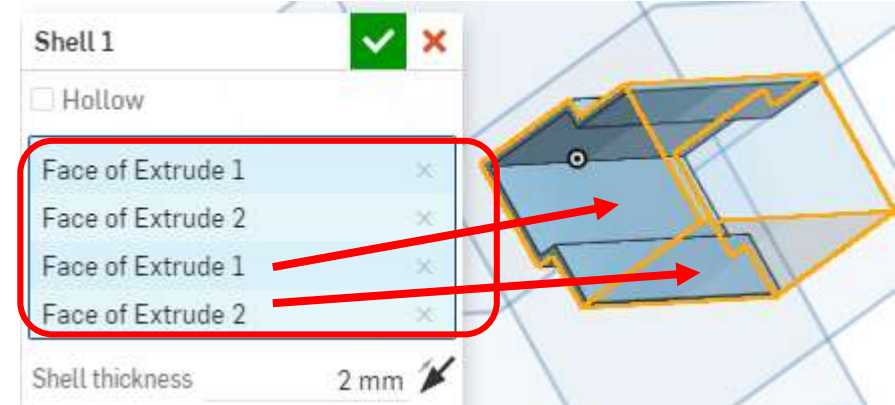 Shell 1
Hollow
Face of Extrude 1
Face of Extrude 2
Face of Extrude 1
Face of Extrude 2
Shell thickness 2 mm